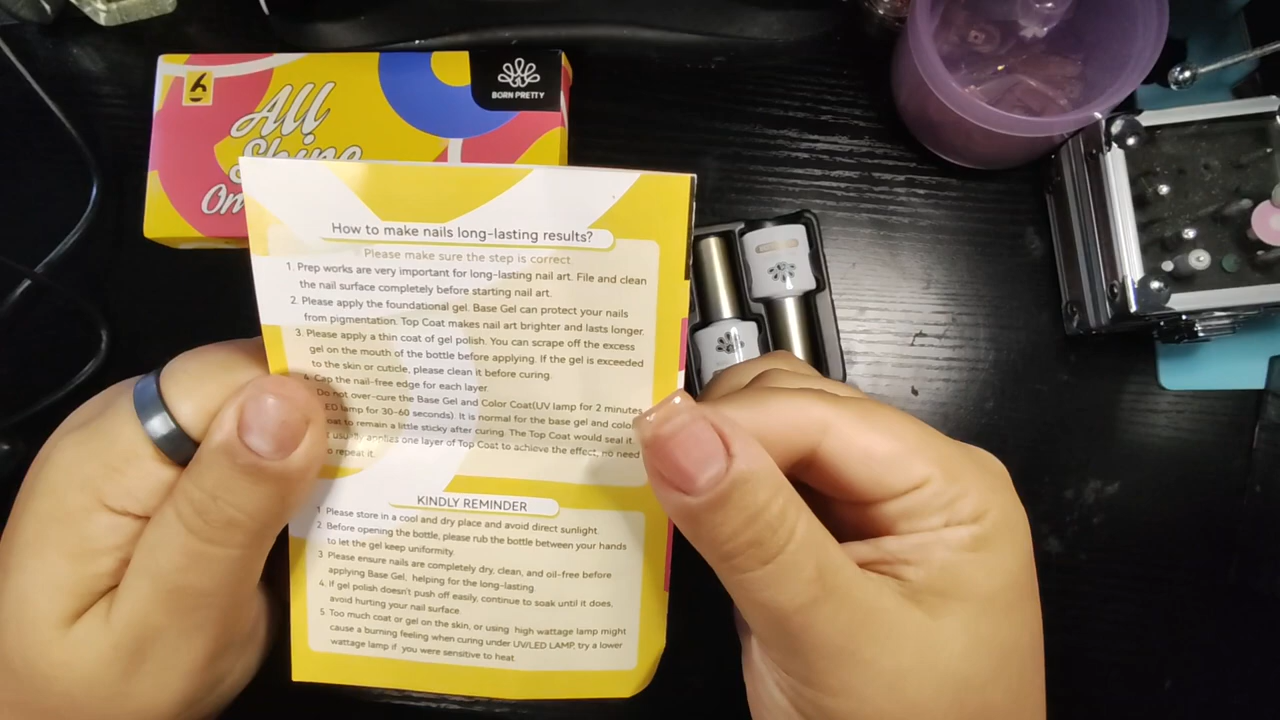 6
BORN PRETTY
All
Shine
On
How to make nails long-lasting results?
Please make sure the step is correct
1. Prep works are very important for long-lasting nail art. File and clean
the nail surface completely before starting nail art.
2. Please apply the foundational gel. Base Gel can protect your nails
from pigmentation. Top Coat makes nail art brighter and lasts longer.
3. Please apply a thin coat of gel polish. You can scrape off the excess
gel on the mouth of the bottle before applying. If the gel is exceeded
to the skin or cuticle, please clean it before curing.
4. Cap the nail-free edge for each layer.
Do not over-cure the Base Gel and Color Coat(UV lamp for 2 minutes,
LED lamp for 30-60 seconds). It is normal for the base gel and color
coat to remain a little sticky after curing. The Top Coat would seal it.
usually applies one layer of Top Coat to achieve the effect, no need
to repeat it.
KINDLY REMINDER
1 Please store in a cool and dry place and avoid direct sunlight.
2. Before opening the bottle, please rub the bottle between your hands
to let the gel keep uniformity.
3 Please ensure nails are completely dry, clean, and oil-free before
applying Base Gel, helping for the long-lasting
4. If gel polish doesn't push off easily, continue to soak until it does,
avoid hurting your nail surface.
5 Too much coat or gel on the skin, or using high wattage lamp might
cause a burning feeling when curing under UV/LED LAMP, try a lower
wattage lamp if you were sensitive to heat